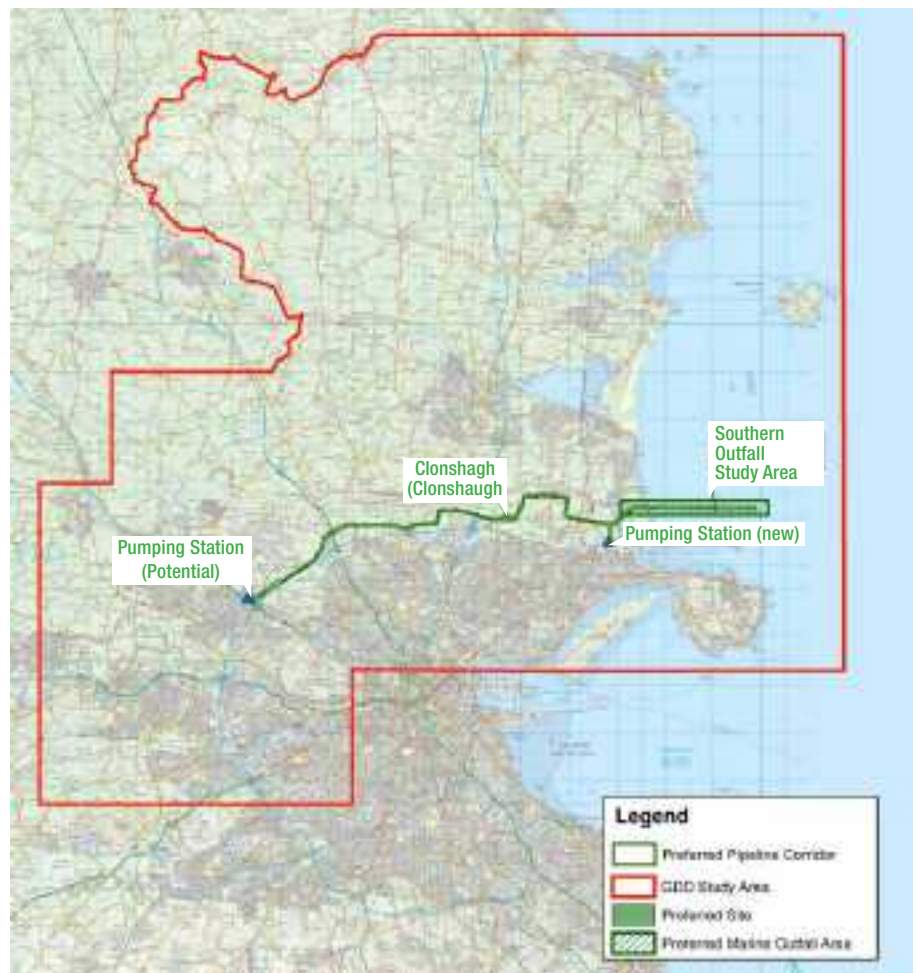 Southern
Outfall
Study Area
Clonshagh
(Clonshaugh
Pumping Station (new)
Pumping Station
(Potential)
Legend
Preferred Pipeline Corridor
GDD Study Area
Preferred Site
Preferred Marine Outfall Area